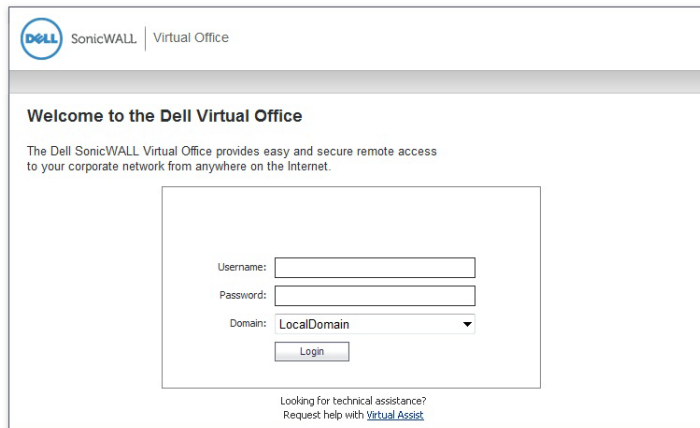 DELL SonicWALL Virtual Office
Welcome to the Dell Virtual Office
The Dell SonicWALL Virtual Office provides easy and secure remote access
to your corporate network from anywhere on the Internet.
Username:
Password:
Domain: LocalDomain
Login
Looking for technical assistance?
Request help with Virtual Assist